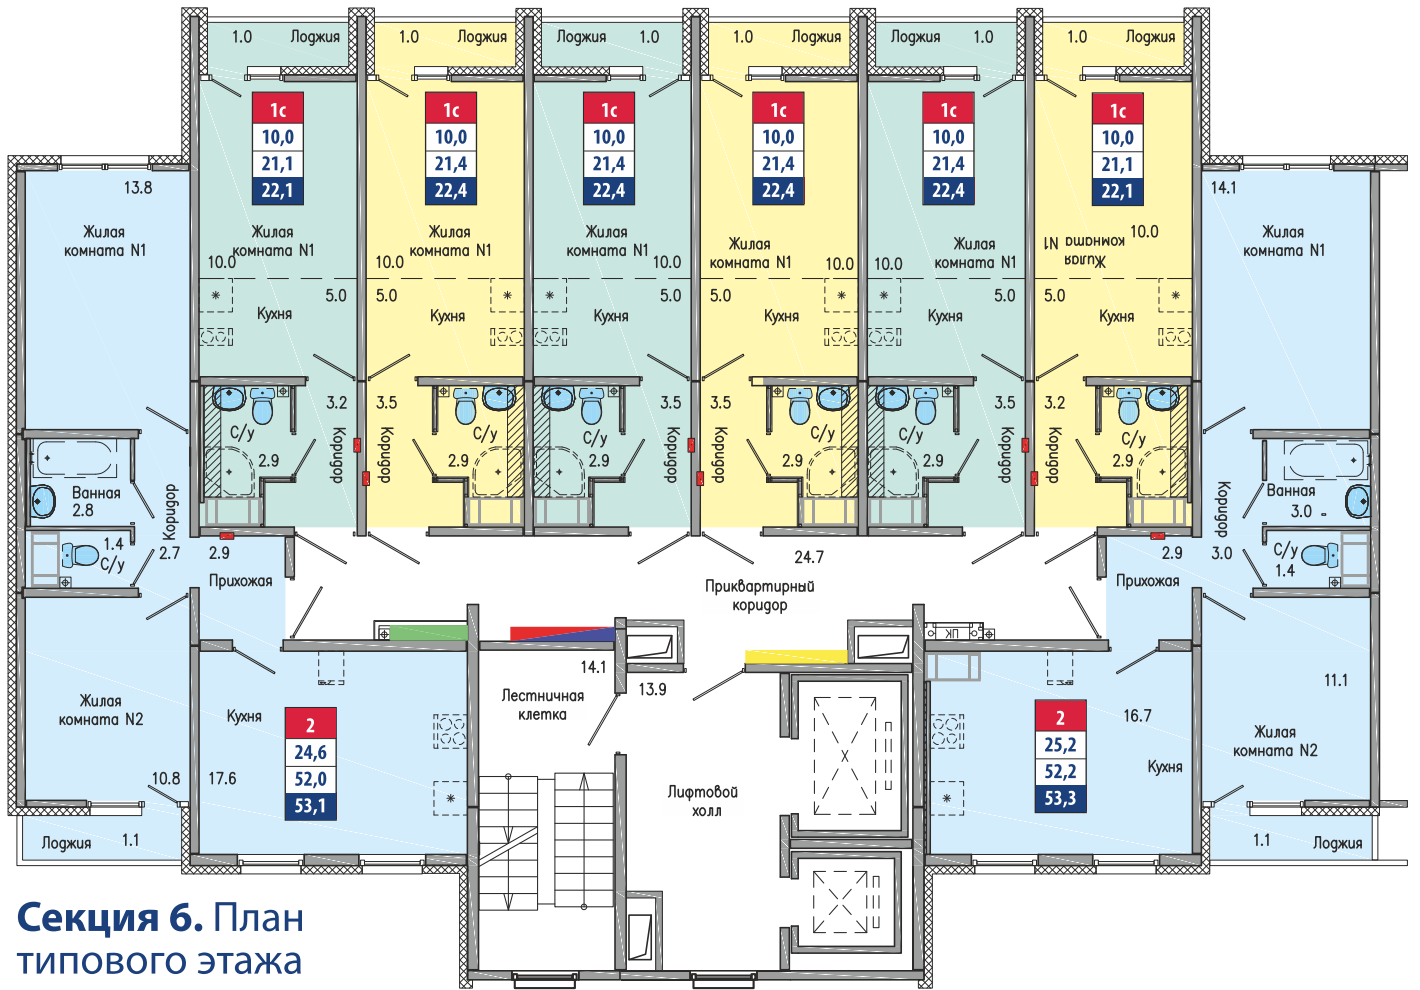 1.0 Лоджия
1.0 Лоджия
Лоджия 1.0
1.0 Лоджия
Лоджия 1.0
1.0 Лоджия
1с
10,0
21,1
22,1
1с
10,0
21,4
22,4
1с
10,0
21,4
22,4
1с
10,0
21,4
22,4
1с
10,0
21,4
22,4
1с
10,0
21,1
22,1
13.8
Жилая
комната N1
Жилая
комната N1
10.0
5.0
Кухня
Жилая
комната N1
10.0
5.0
Кухня
Жилая
комната N1
10.0
5.0
Кухня
Жилая
комната N1
10.0
5.0
Кухня
Жилая
комната N1
10.0
5.0
Кухня
Жилая
комната N1
10.0
5.0
Кухня
14.1
Жилая
комната N1
С/у
2.9
3.2
Коридор
3.5
Коридор
С/у
2.9
С/у
2.9
3.5
Коридор
3.5
Коридор
С/у
2.9
С/у
2.9
3.5
Коридор
3.2
Коридор
С/у
2.9
Ванная
2.8
1.4
С/у
Коридор
2.7
2.9
Прихожая
24.7
Приквартирный
коридор
2.9
Прихожая
Коридор
3.0
Ванная
3.0
С/у
1.4
ПК
Жилая
комната N2
10.8
Лоджия 1.1
Кухня
17.6
2
24,6
52,0
53,1
14.1
Лестничная
клетка
13.9
Лифтовой
холл
2
25,2
52,2
53,3
16.7
Кухня
11.1
Жилая
комната N2
1.1 Лоджия
Секция 6. План
типового этажа